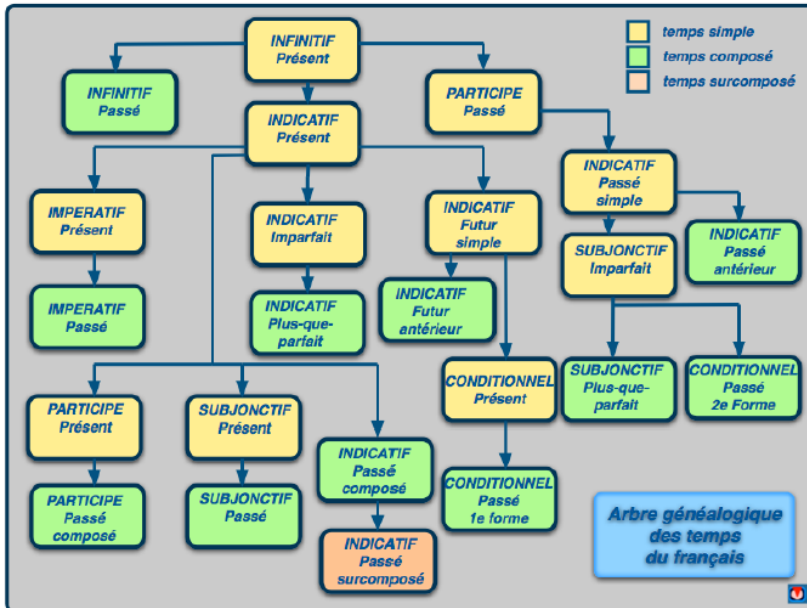 INFINITIF
Présent
temps simple
temps composé
temps surcomposé
INFINITIF
Passé
PARTICIPE
Passé
INDICATIF
Présent
INDICATIF
Passé
simple
IMPERATIF
Présent
INDICATIF
Imparfait
INDICATIF
Futur
simple
SUBJONCTIF
Imparfait
INDICATIF
Passé
antérieur
IMPERATIF
Passé
INDICATIF
Plus-que-
parfait
INDICATIF
Futur
antérieur
CONDITIONNEL
Présent
SUBJONCTIF
Plus-que-
parfait
CONDITIONNEL
Passé
2e Forme
PARTICIPE
Présent
SUBJONCTIF
Présent
INDICATIF
Passé
composé
PARTICIPE
Passé
composé
SUBJONCTIF
Passé
CONDITIONNEL
Passé
1e forme
INDICATIF
Passé
surcomposé
Arbre généalogique
des temps
du français